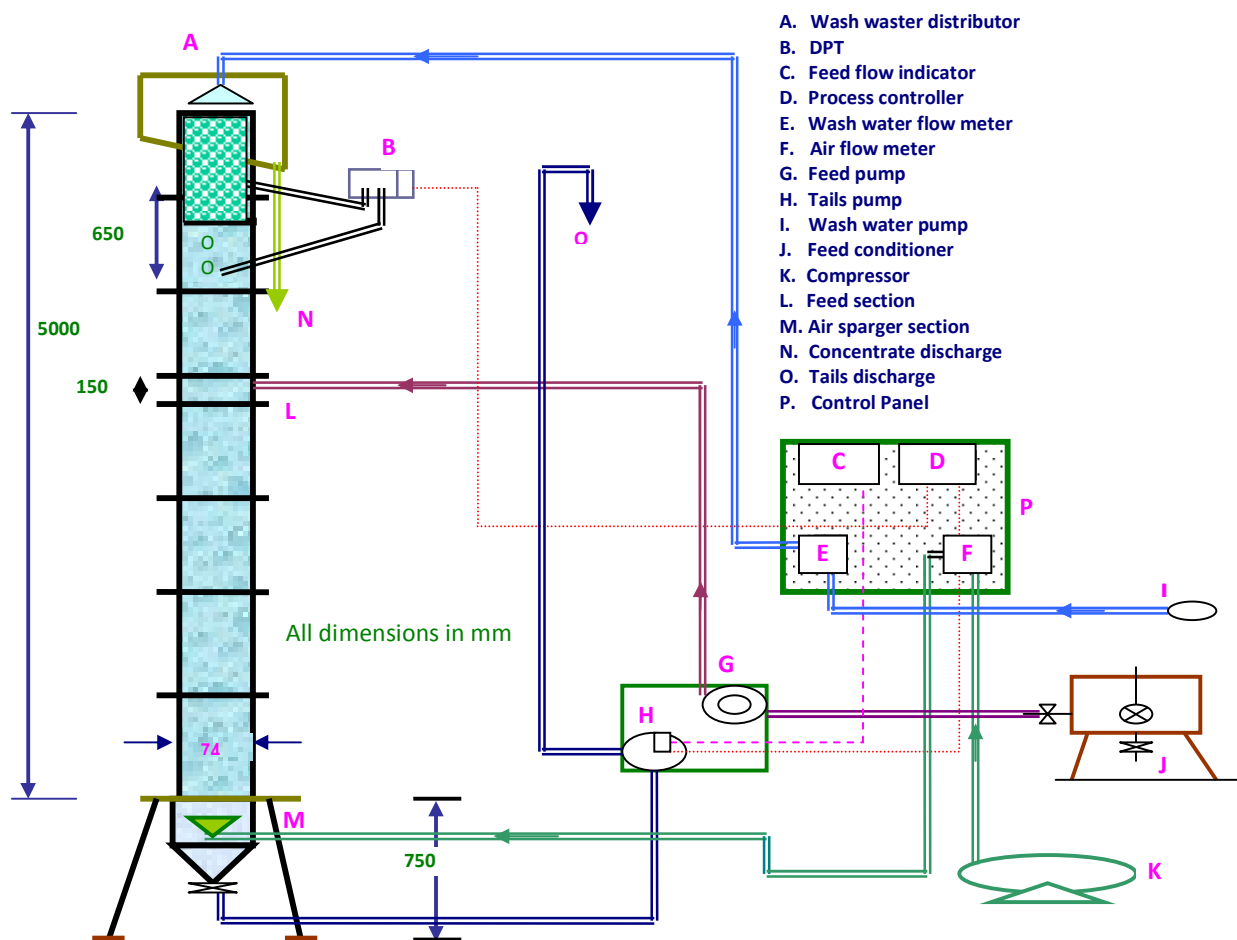 A
A. Wash waster distributor
B. DPT
C. Feed flow indicator
D. Process controller
E. Wash water flow meter
F. Air flow meter
G. Feed pump
H. Tails pump
I. Wash water pump
J. Feed conditioner
K. Compressor
L. Feed section
M. Air sparger section
N. Concentrate discharge
O. Tails discharge
P. Control Panel
B
650
O
O
O
N
5000
150
L
C
D
P
E
F
I
All dimensions in mm
G
H
74
J
M
750
K